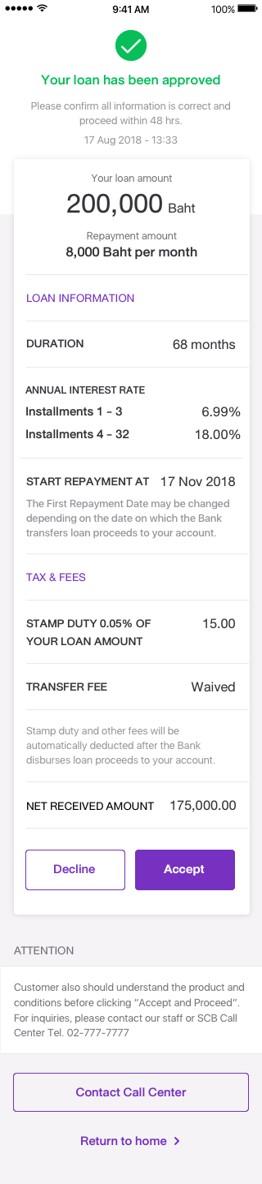 9:41 AM 100%
Your loan has been approved
Please confirm all information is correct and
proceed within 48 hrs.
17 Aug 2018 - 13:33
Your loan amount
200,000 Baht
Repayment amount
8,000 Baht per month
LOAN INFORMATION
DURATION 68 months
ANNUAL INTEREST RATE
Installments 1 - 3 6.99%
Installments 4 - 32 18.00%
START REPAYMENT AT 17 Nov 2018
The First Repayment Date may be changed
depending on the date on which the Bank
transfers loan proceeds to your account.
TAX & FEES
STAMP DUTY 0.05% OF 15.00
YOUR LOAN AMOUNT
TRANSFER FEE Waived
Stamp duty and other fees will be
automatically deducted after the Bank
disburses loan proceeds to your account.
NET RECEIVED AMOUNT 175,000.00
Decline Accept
ATTENTION
Customer also should understand the product and
conditions before clicking "Accept and Proceed".
For inquiries, please contact our staff or SCB Call
Center Tel. 02-777-7777
Contact Call Center
Return to home >